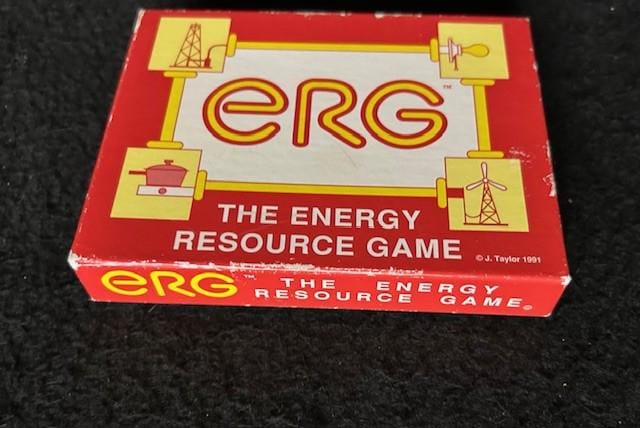 eRG™
THE ENERGY
RESOURCE GAME
© J. Taylor 1991
eRG™
THE ENERGY
RESOURCE GAME